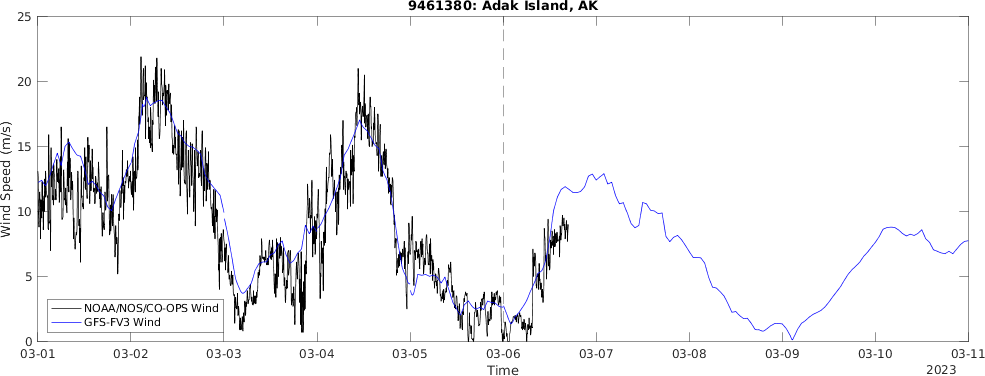 9461380: Adak Island, AK
25
20
15
10
5
0
Wind Speed (m/s)
NOAA/NOS/CO-OPS Wind
GFS-FV3 Wind
03-01 03-02 03-03 03-04 03-05 03-06 03-07 03-08 03-09 03-10 03-11
Time
2023